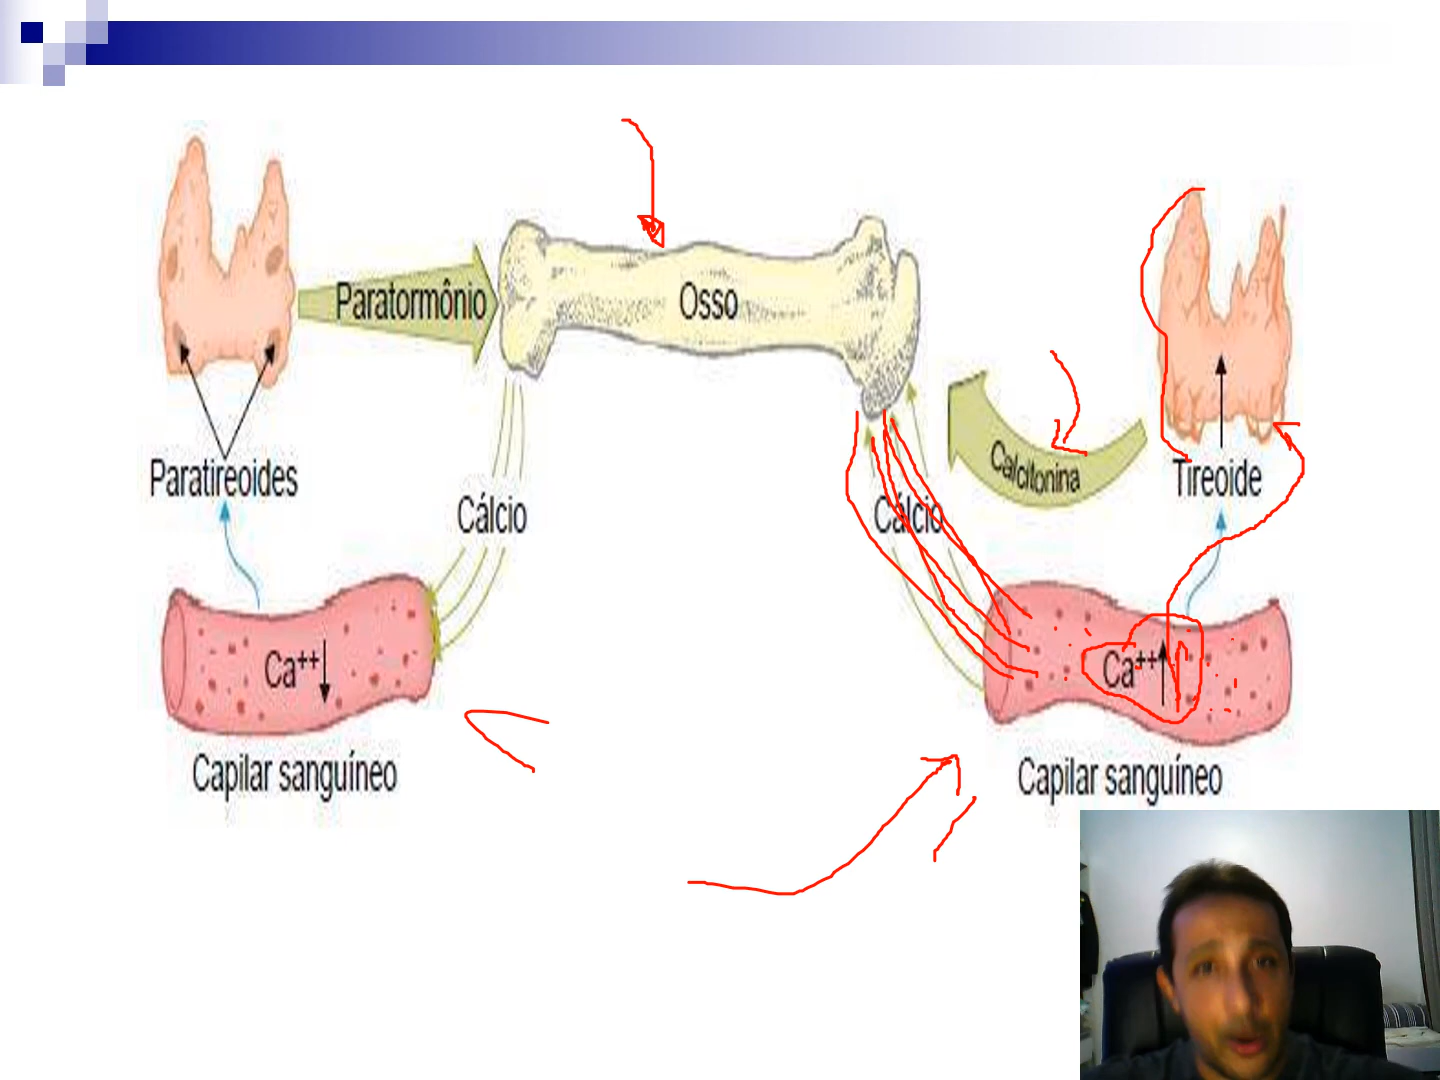 Paratormônio
Osso
Calcitonina
Paratireoides
Cálcio
Cálcio
Tireoide
Ca++
Ca++
Capilar sanguíneo
Capilar sanguíneo